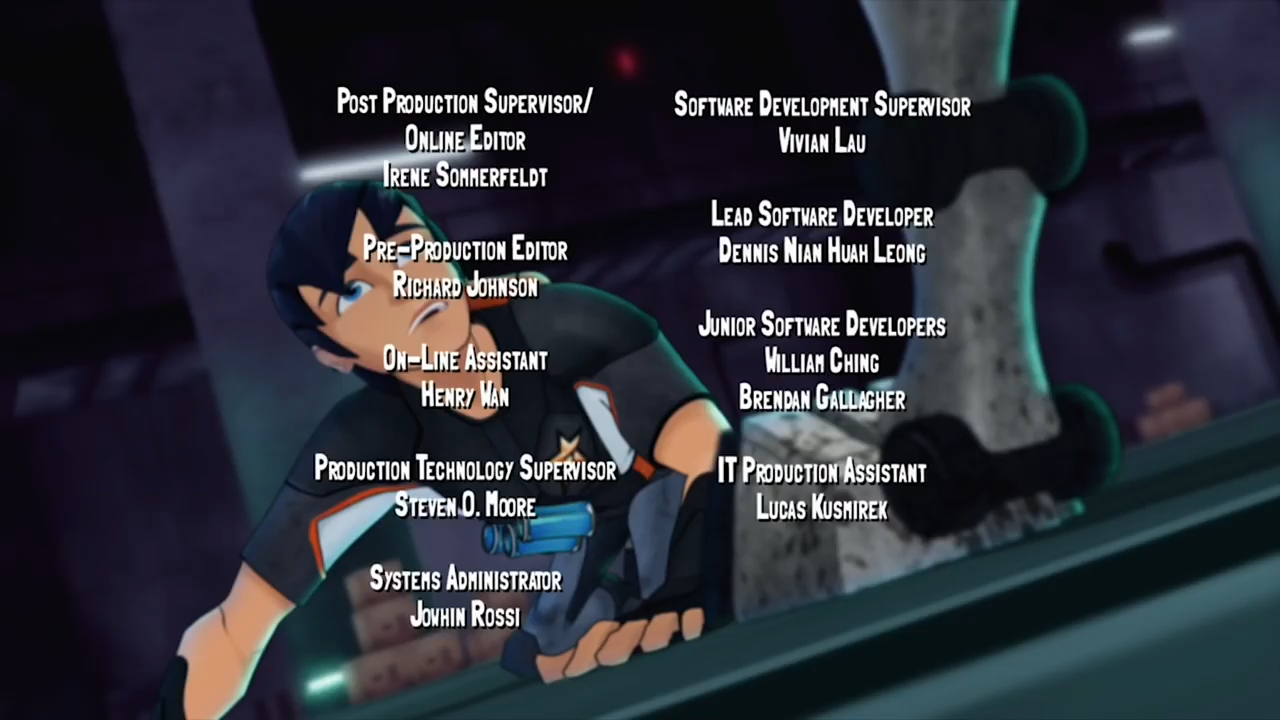 Post Production Supervisor/
Online Editor
Irene Sommerfeldt
Pre-Production Editor
Richard Johnson
On-Line Assistant
Henry Wan
Production Technology Supervisor
Steven O. Moore
Systems Administrator
Jowhin Rossi
Software Development Supervisor
Vivian Lau
Lead Software Developer
Dennis Nian Huah Leong
Junior Software Developers
William Ching
Brendan Gallagher
IT Production Assistant
Lucas Kusmirek